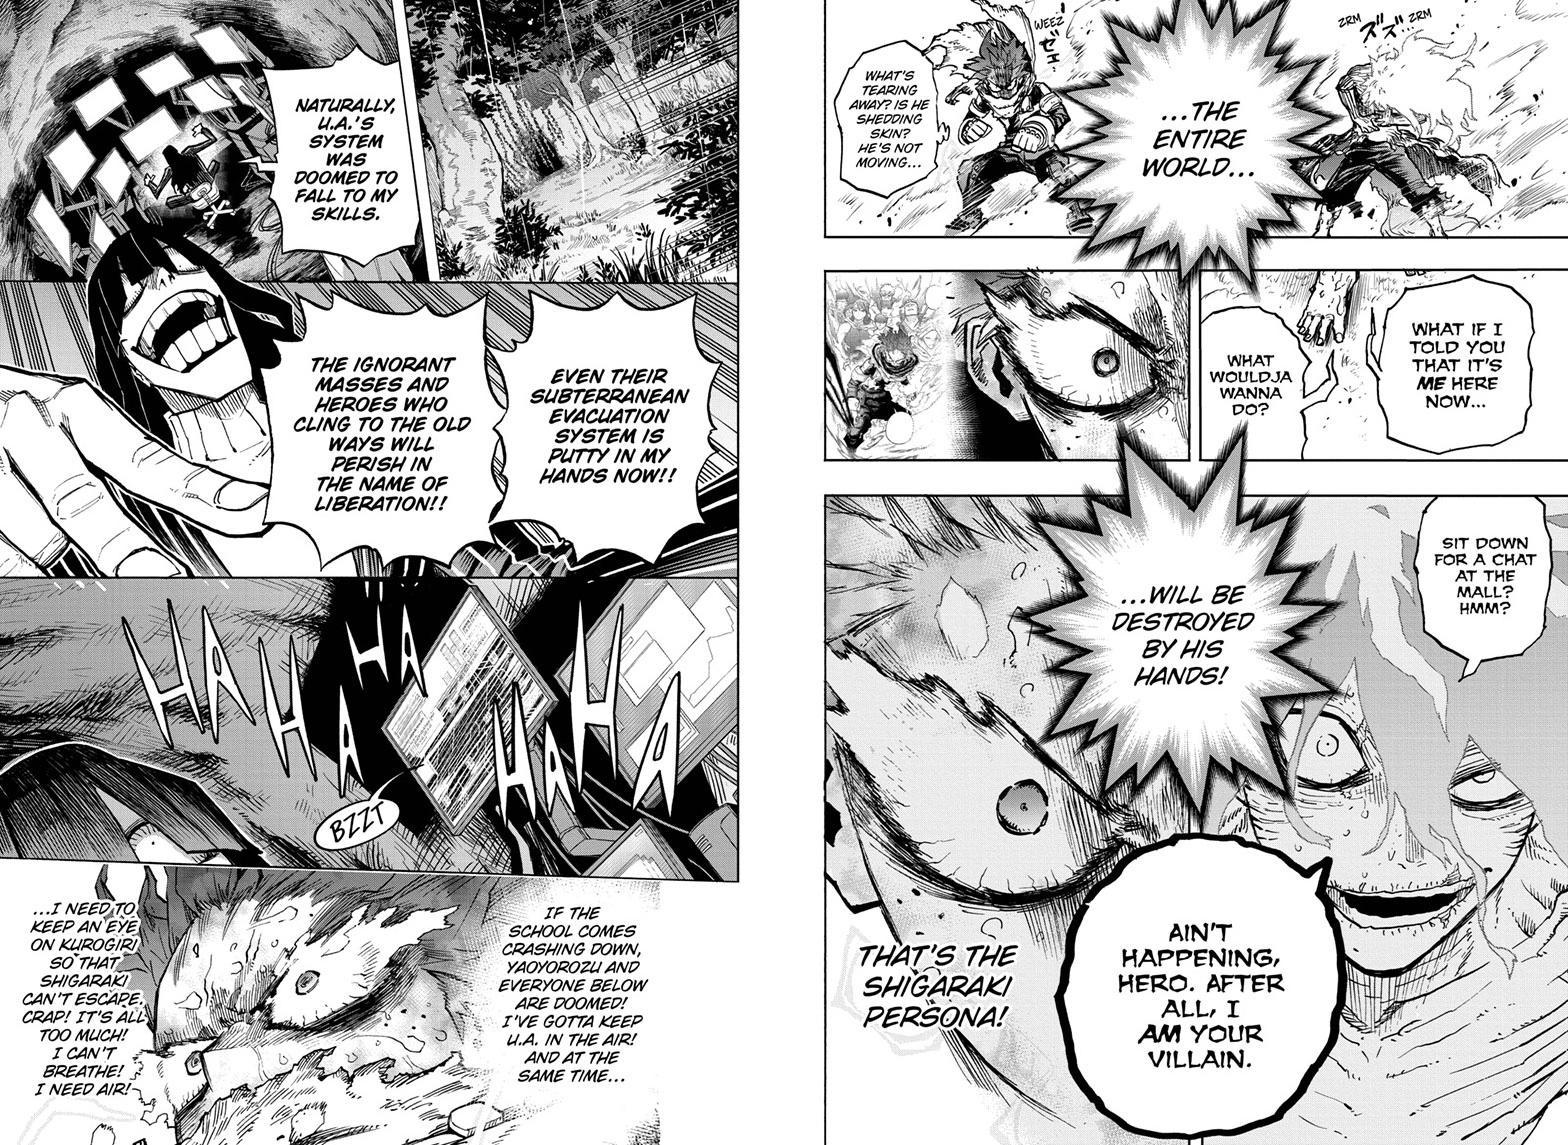 ZRM
ズズ...
ZRM
...THE
ENTIRE
WORLD...
WEEZ
ゼェ
WHAT'S
TEARING
AWAY? IS HE
SHEDDING
SKIN?
HE'S NOT
MOVING...
WHAT IF I
TOLD YOU
THAT IT'S
ME HERE
NOW...
WHAT
WOULDJA
WANNA
DO?
SIT DOWN
FOR A CHAT
AT THE
MALL?
HMM?
...WILL BE
DESTROYED
BY HIS
HANDS!
AIN'T
HAPPENING,
HERO. AFTER
ALL, I
AM YOUR
VILLAIN.
THAT'S THE
SHIGARAKI
PERSONA!
NATURALLY,
U.A.'S
SYSTEM
WAS
DOOMED TO
FALL TO MY
SKILLS.
EVEN THEIR
SUBTERRANEAN
EVACUATION
SYSTEM IS
PUTTY IN MY
HANDS NOW!!
THE IGNORANT
MASSES AND
HEROES WHO
CLING TO THE OLD
WAYS WILL
PERISH IN
THE NAME OF
LIBERATION!!
HA
HA
HA
HA
HA
BZZT
IF THE
SCHOOL COMES
CRASHING DOWN,
YAOYOROZU AND
EVERYONE BELOW
ARE DOOMED!
I'VE GOTTA KEEP
U.A. IN THE AIR!
AND AT THE
SAME TIME...
...I NEED TO
KEEP AN EYE
ON KUROGIRI
SO THAT
SHIGARAKI
CAN'T ESCAPE.
CRAP! IT'S ALL
TOO MUCH!
I CAN'T
BREATHE!
I NEED AIR!